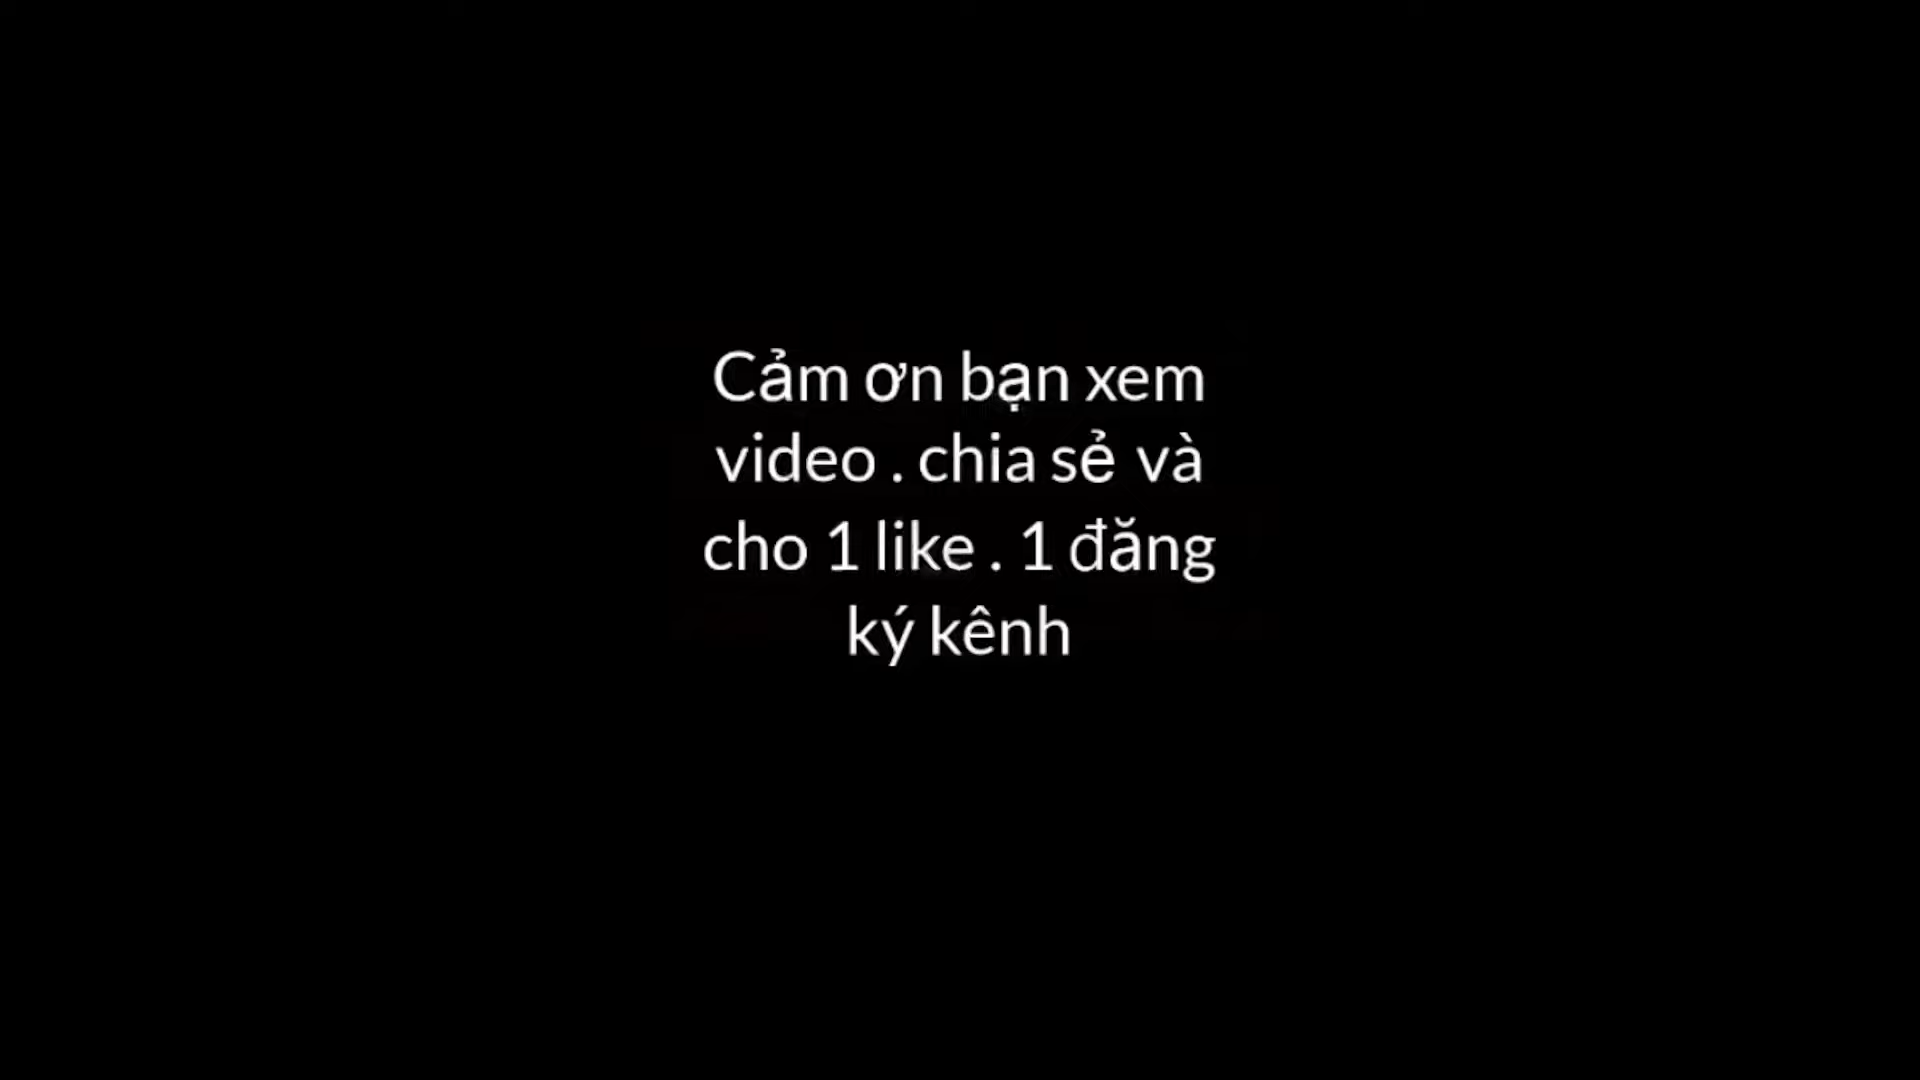 Cảm ơn bạn xem
video . chia sẻ và
cho 1 like . 1 đăng
ký kênh